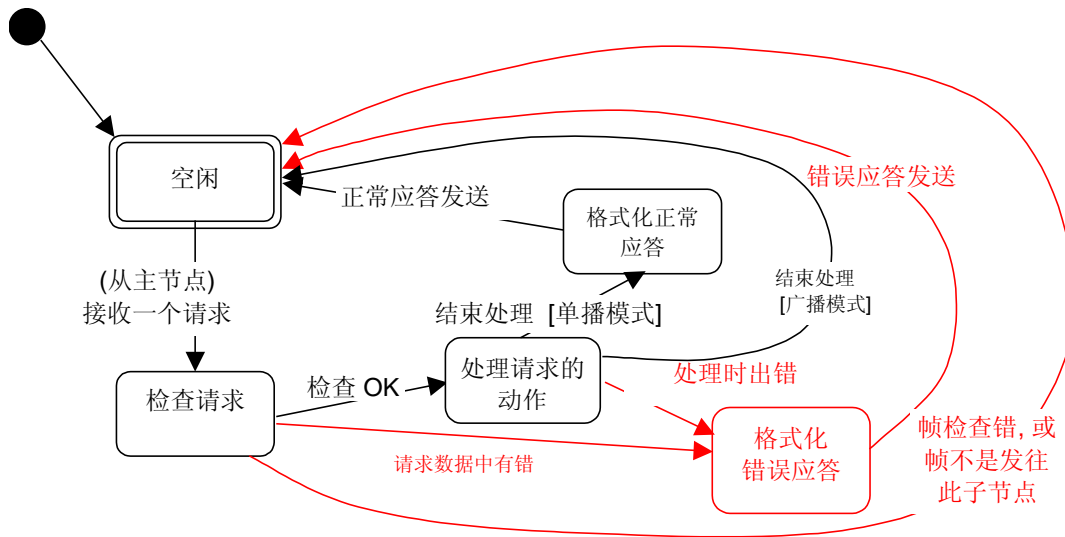 空闲
错误应答发送
正常应答发送
格式化正常
应答
(从主节点)
接收一个请求
结束处理
[广播模式]
结束处理 [单播模式]
处理请求的
动作
处理时出错
检查 OK
检查请求
请求数据中有错
格式化
错误应答
帧检查错, 或
帧不是发往
此子节点